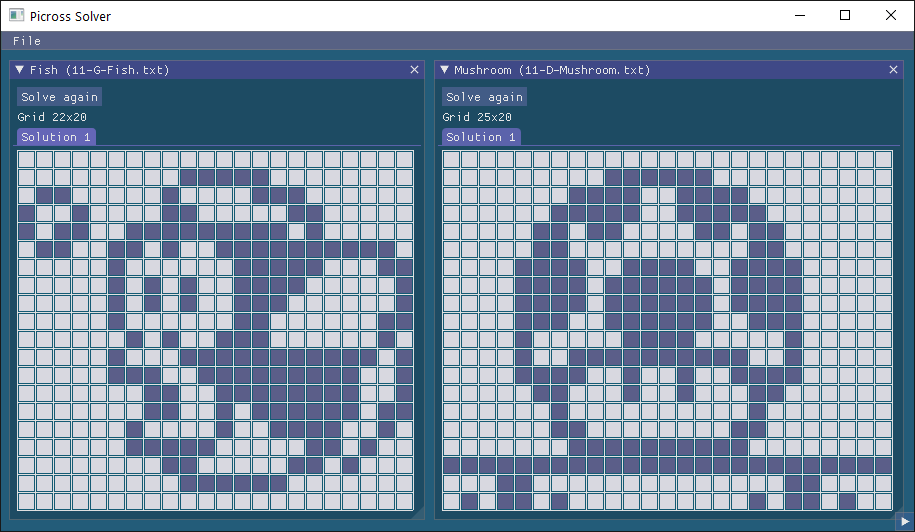 Picross Solver
File
Fish (11-G-Fish.txt)
Solve again
Grid 22x20
Solution 1
Mushroom (11-D-Mushroom.txt)
Solve again
Grid 25x20
Solution 1